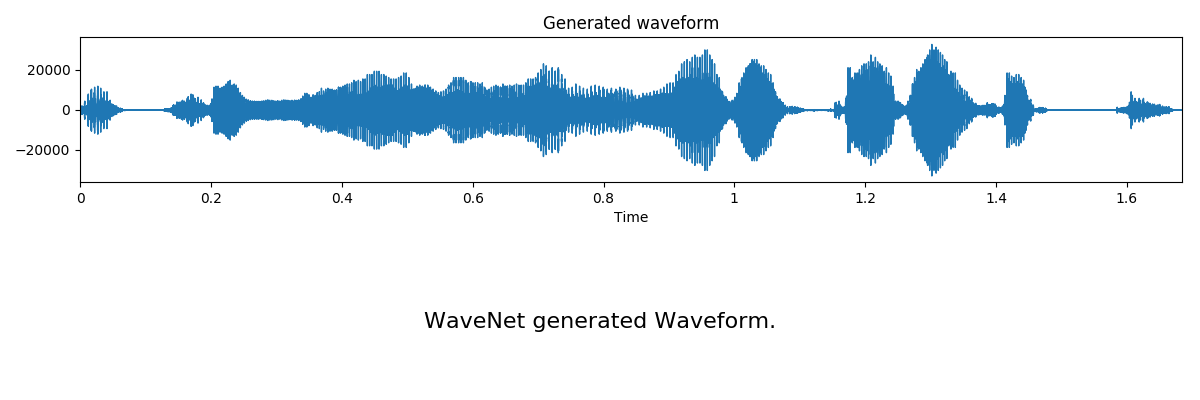 Generated waveform
20000
0
−20000
0 0.2 0.4 0.6 0.8 1 1.2 1.4 1.6
Time
WaveNet generated Waveform.